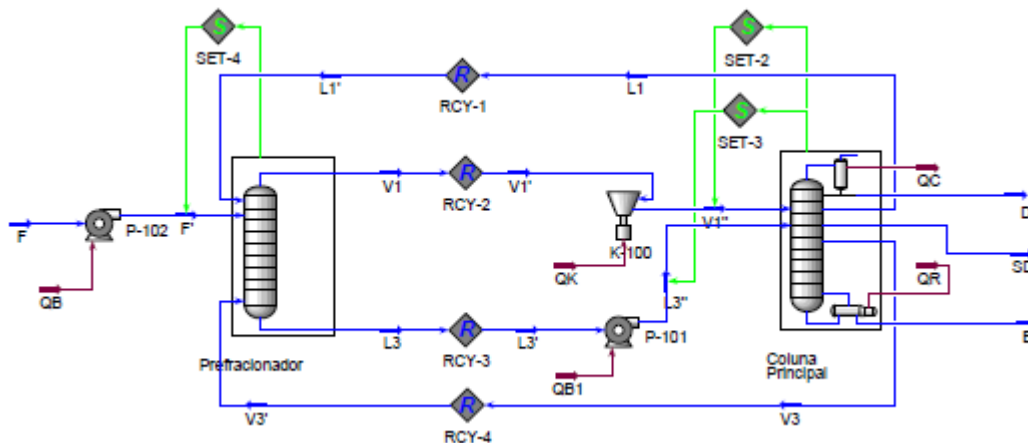 S
SET-4
S
SET-2
R
L1'
RCY-1
L1
S
SET-3
V1
R
RCY-2
V1'
QC
D
F
P-102
F'
K-100
V1"
SD
QB
QK
QR
L3"
L3
R
RCY-3
L3'
P-101
B
Prefracionador
Coluna
Principal
QB1
V3'
R
RCY-4
V3